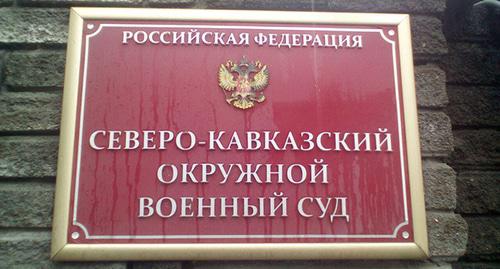 РОССИЙСКАЯ ФЕДЕРАЦИЯ
СЕВЕРО-КАВКАЗСКИЙ
ОКРУЖНОЙ
ВОЕННЫЙ СУД